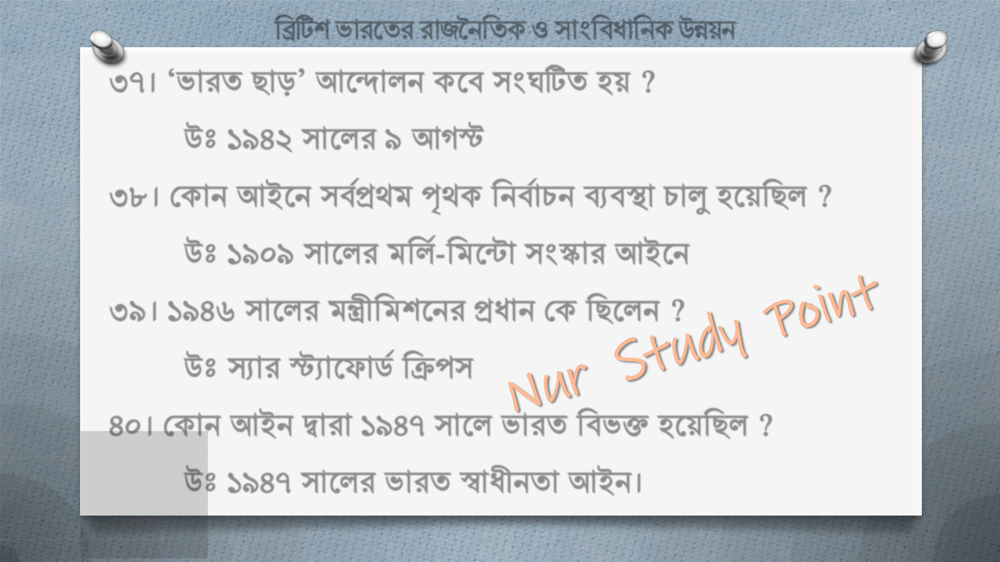 ব্রিটিশ ভারতের রাজনৈতিক ও সাংবিধানিক উন্নয়ন
৩৭। ‘ভারত ছাড়’ আন্দোলন কবে সংঘটিত হয় ?
উঃ ১৯৪২ সালের ৯ আগস্ট
৩৮। কোন আইনে সর্বপ্রথম পৃথক নির্বাচন ব্যবস্থা চালু হয়েছিল ?
উঃ ১৯০৯ সালের মর্লি-মিন্টো সংস্কার আইনে
৩৯। ১৯৪৬ সালের মন্ত্রীমিশনের প্রধান কে ছিলেন ?
উঃ স্যার স্ট্যাফোর্ড ক্রিপস
Nur Study Point
৪০। কোন আইন দ্বারা ১৯৪৭ সালে ভারত বিভক্ত হয়েছিল ?
উঃ ১৯৪৭ সালের ভারত স্বাধীনতা আইন।